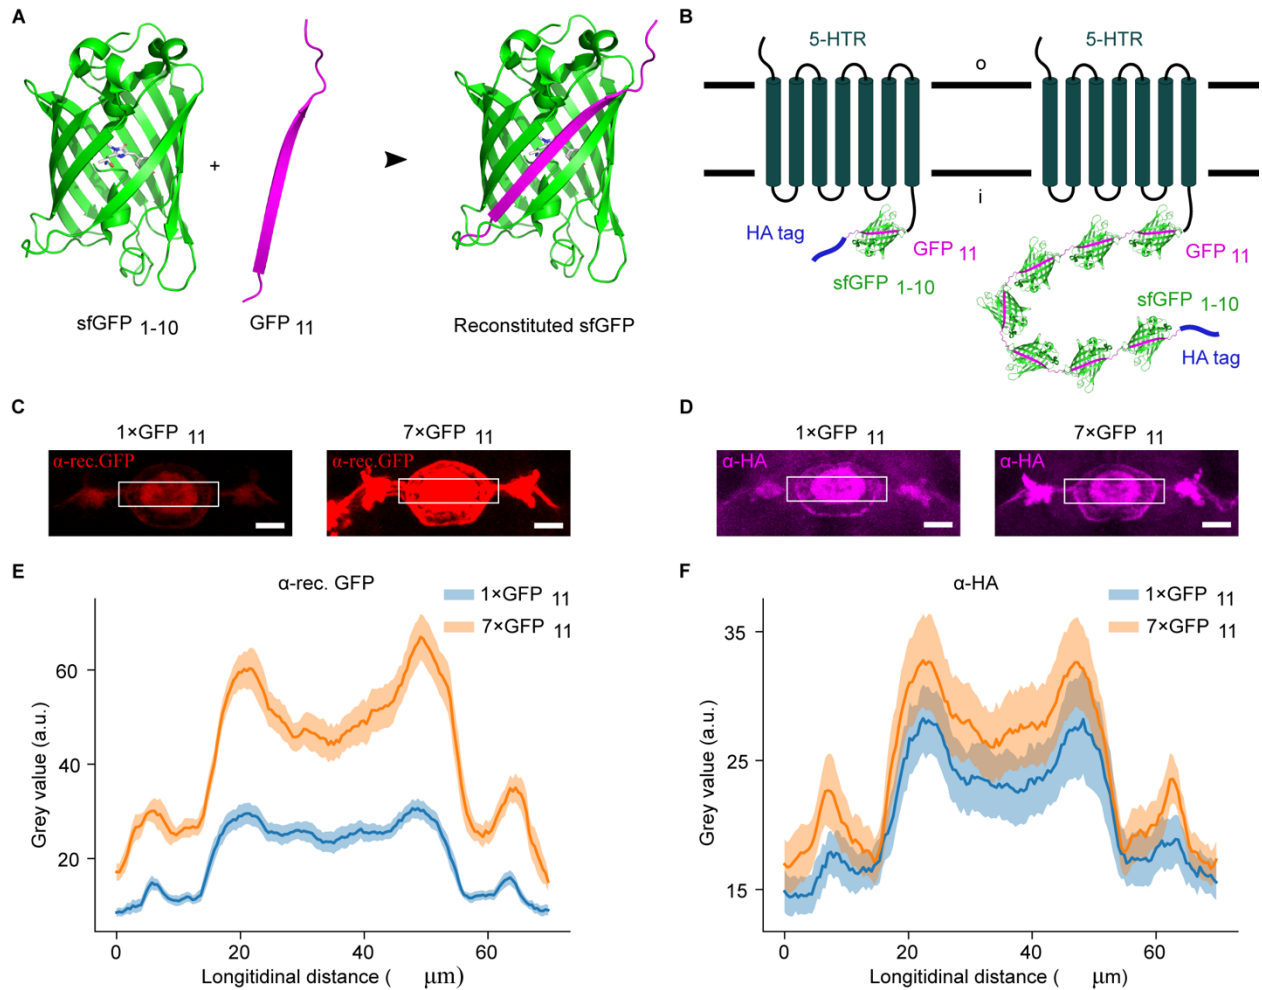 A
+
sfGFP 1-10
GFP 11
Reconstituted sfGFP
B
5-HTR
5-HTR
o
i
HA tag
GFP 11
sfGFP 1-10
GFP 11
sfGFP 1-10
HA tag
C
1×GFP 11
7×GFP 11
α-rec.GFP
α-rec.GFP
D
1×GFP 11
7×GFP 11
α-HA
α-HA
E
α-rec. GFP
1×GFP 11
7×GFP 11
Grey value (a.u.)
60
40
20
0
20
40
60
Longitidinal distance ( μm)
F
α-HA
1×GFP 11
7×GFP 11
Grey value (a.u.)
35
25
15
0
20
40
60
Longitidinal distance ( μm)